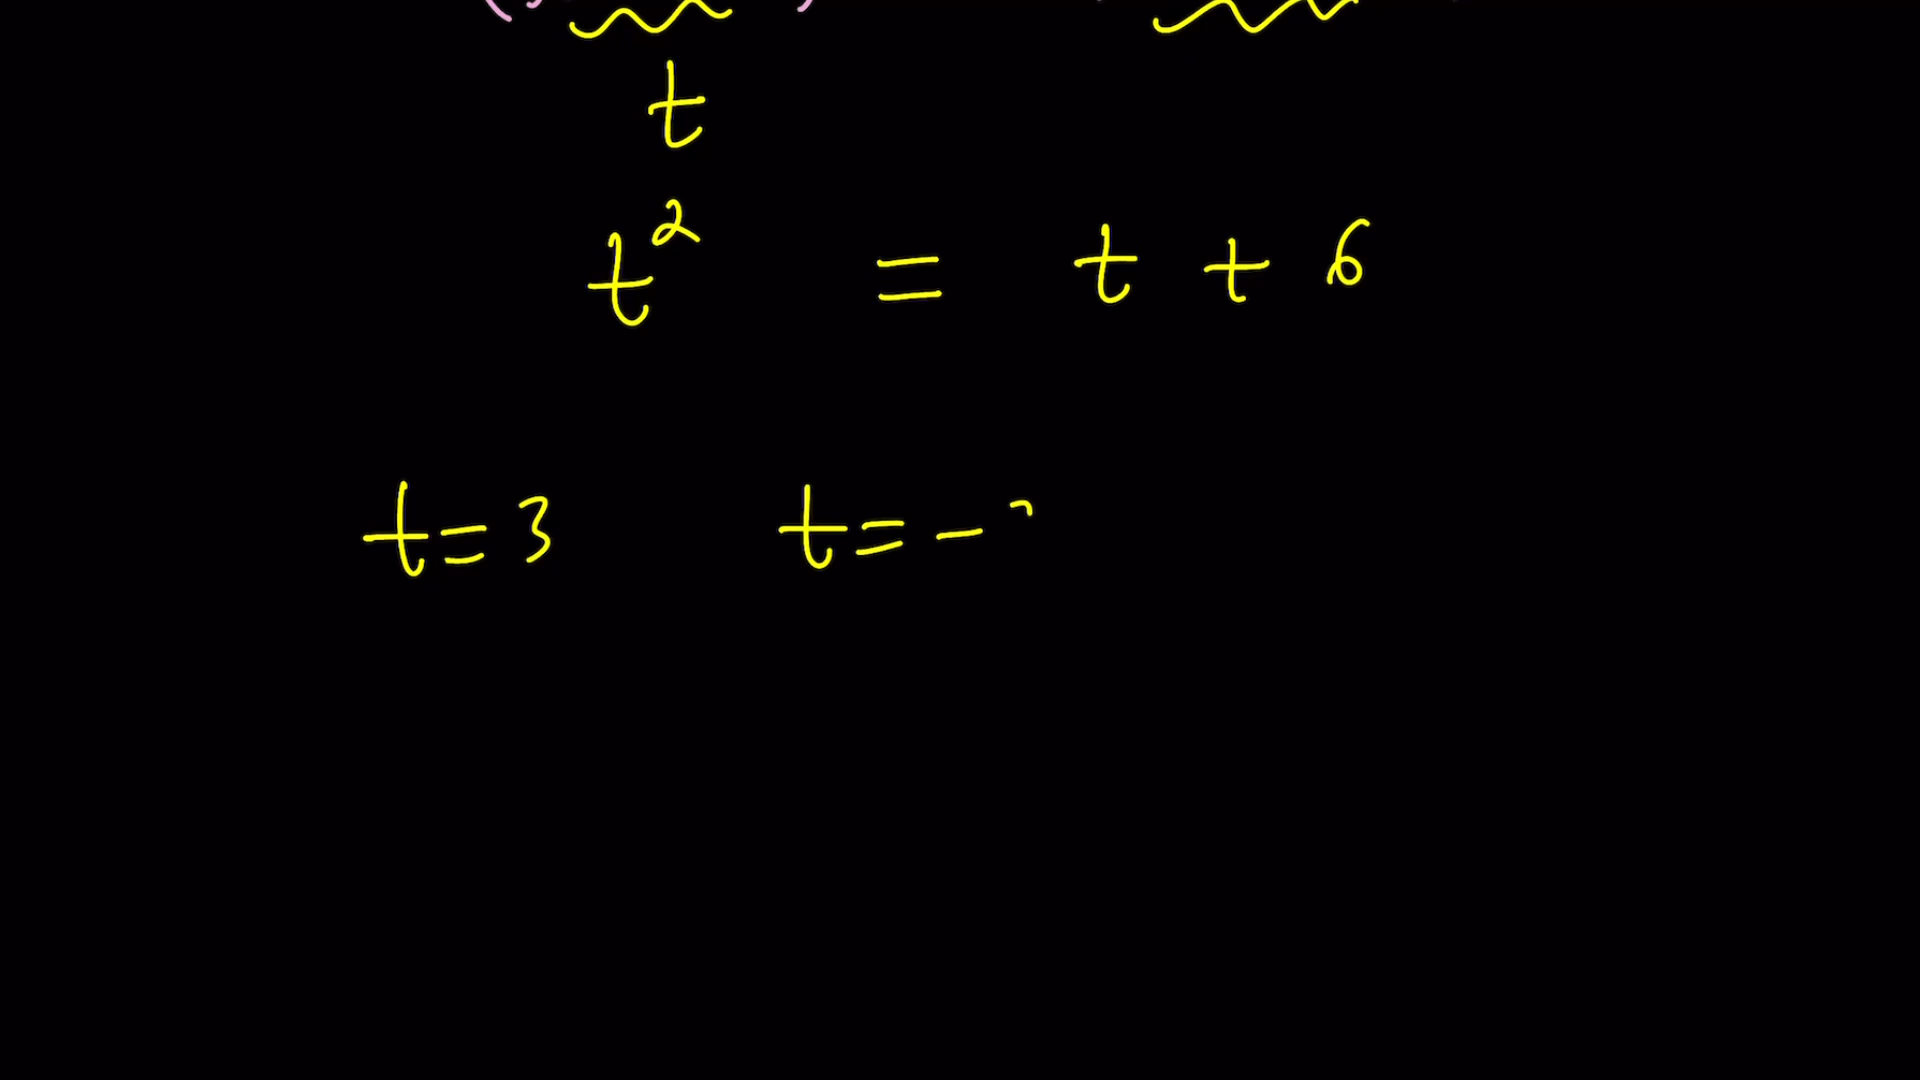 t
t² = t + 6
t = 3 t = -